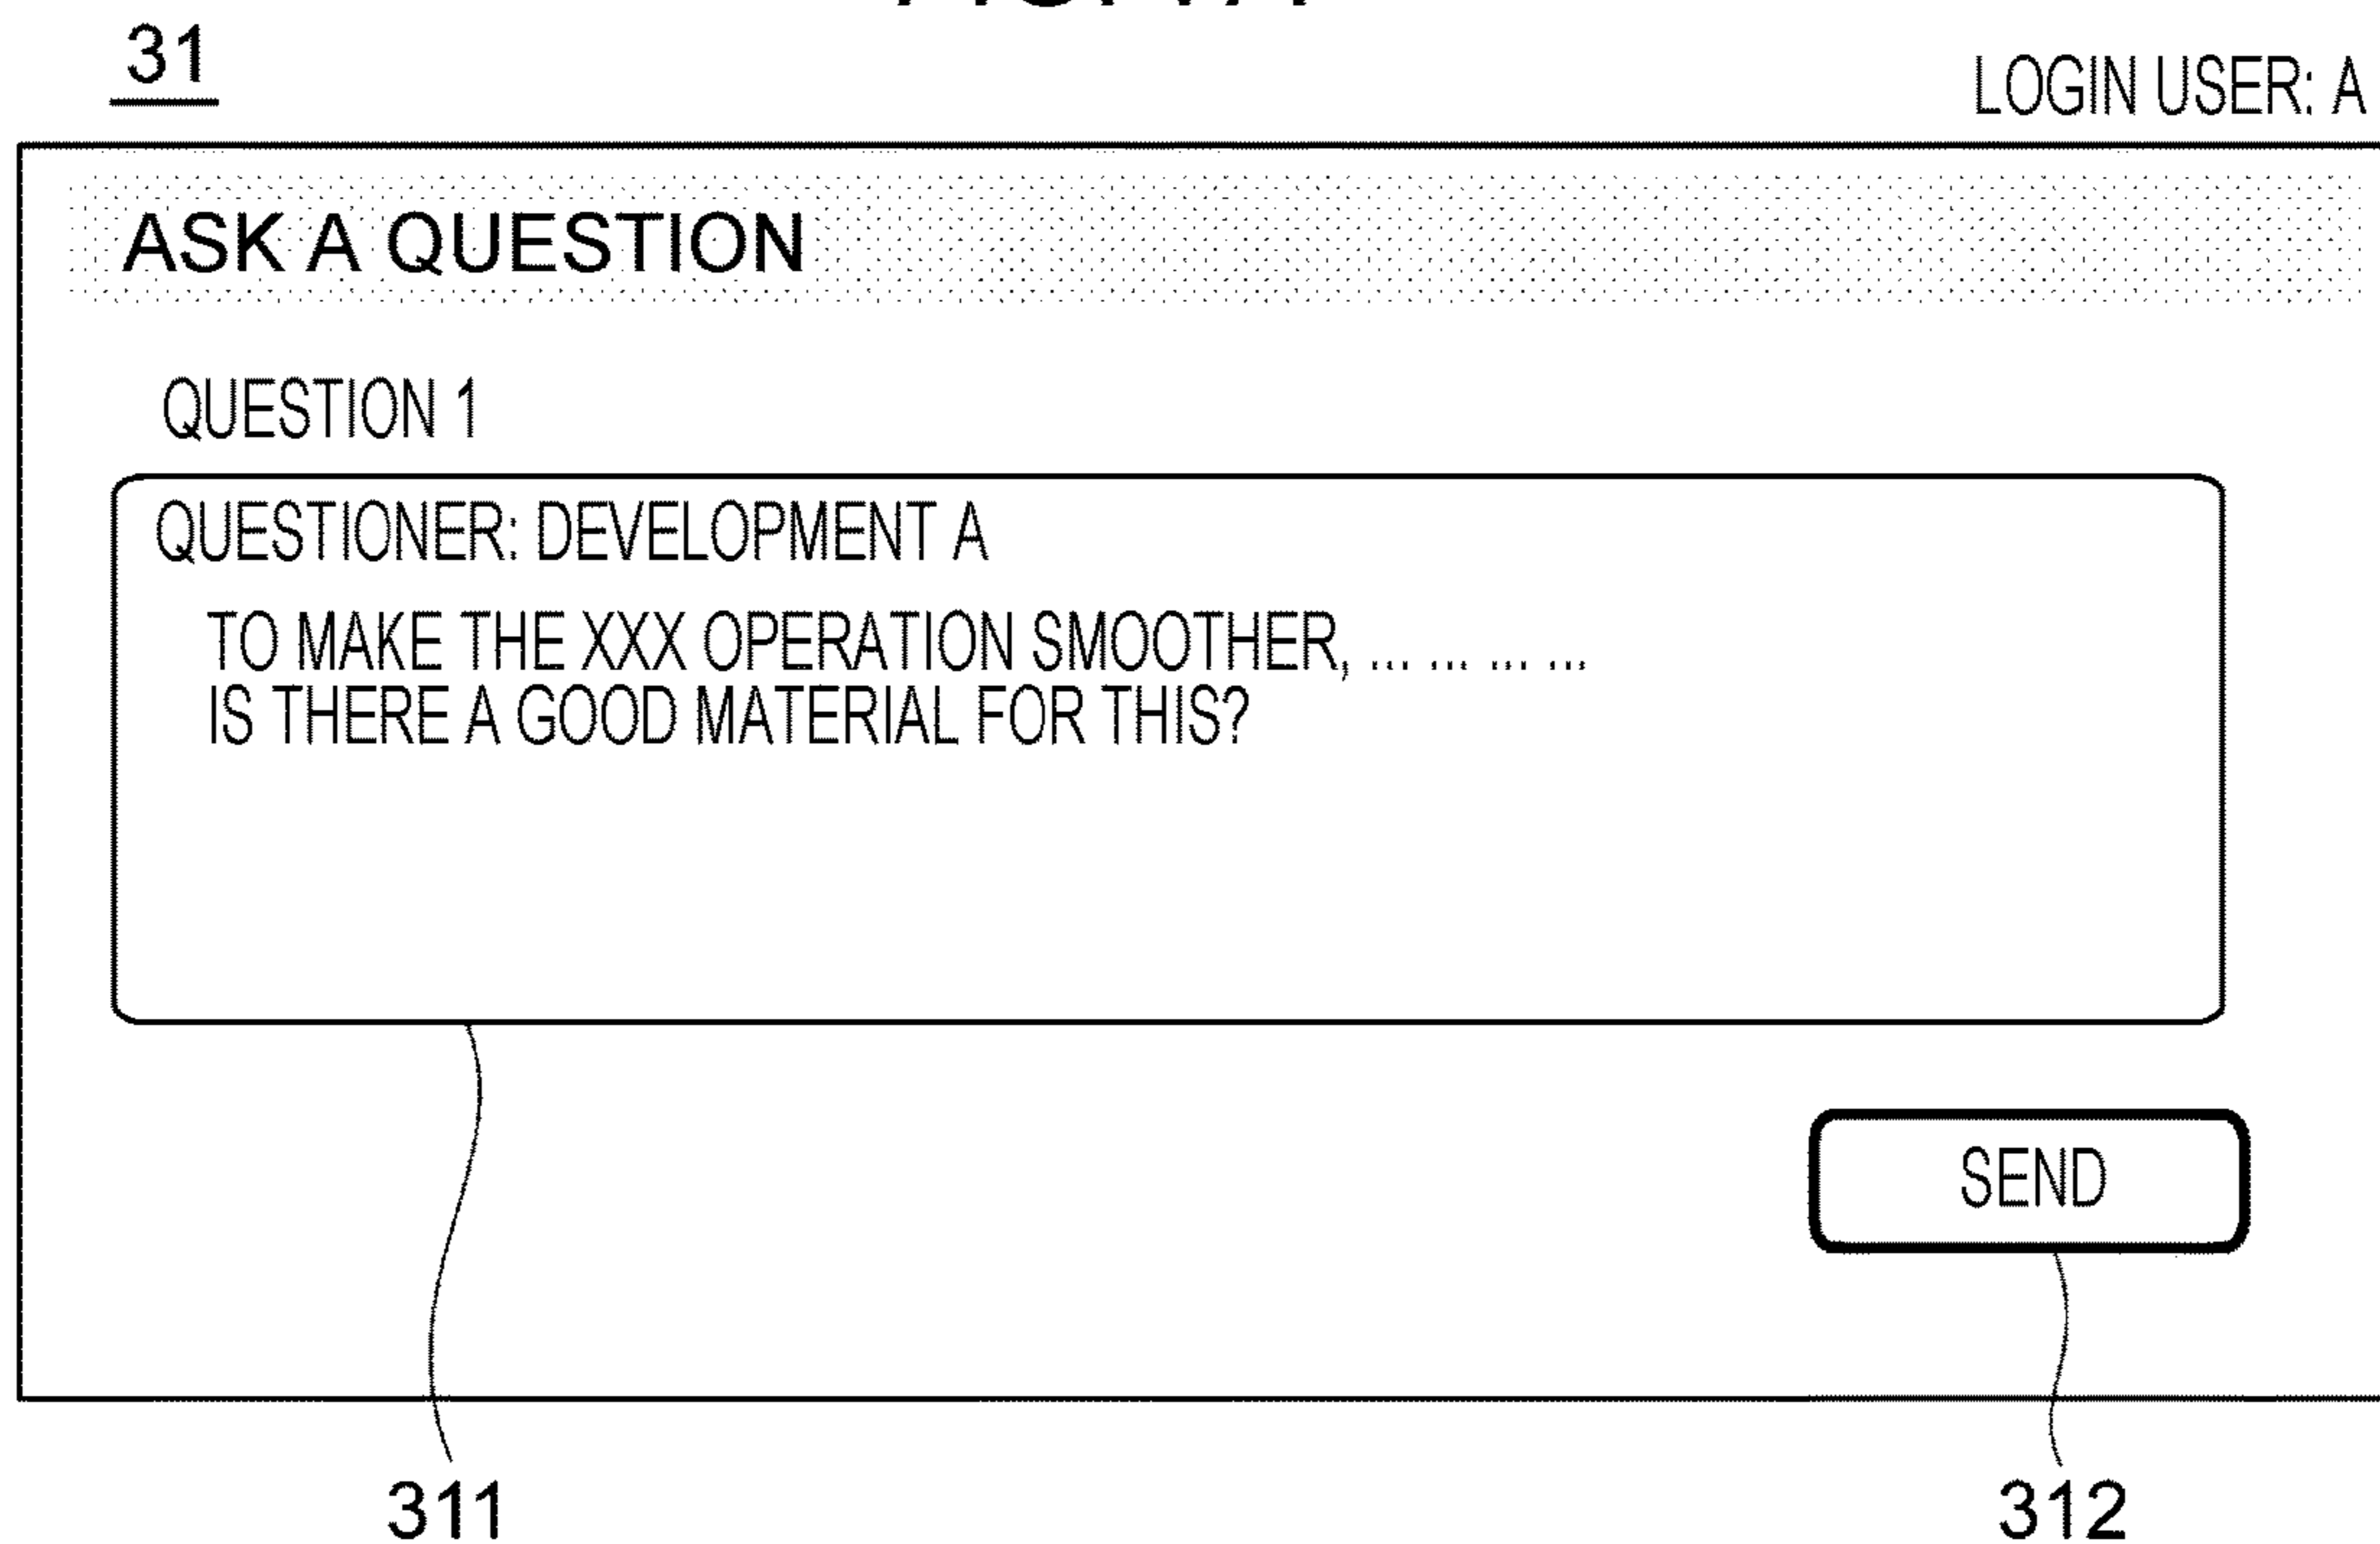 31
LOGIN USER: A
ASK A QUESTION
QUESTION 1
QUESTIONER: DEVELOPMENT A
TO MAKE THE XXX OPERATION SMOOTHER, ... ... ... ...
IS THERE A GOOD MATERIAL FOR THIS?
SEND
311
312